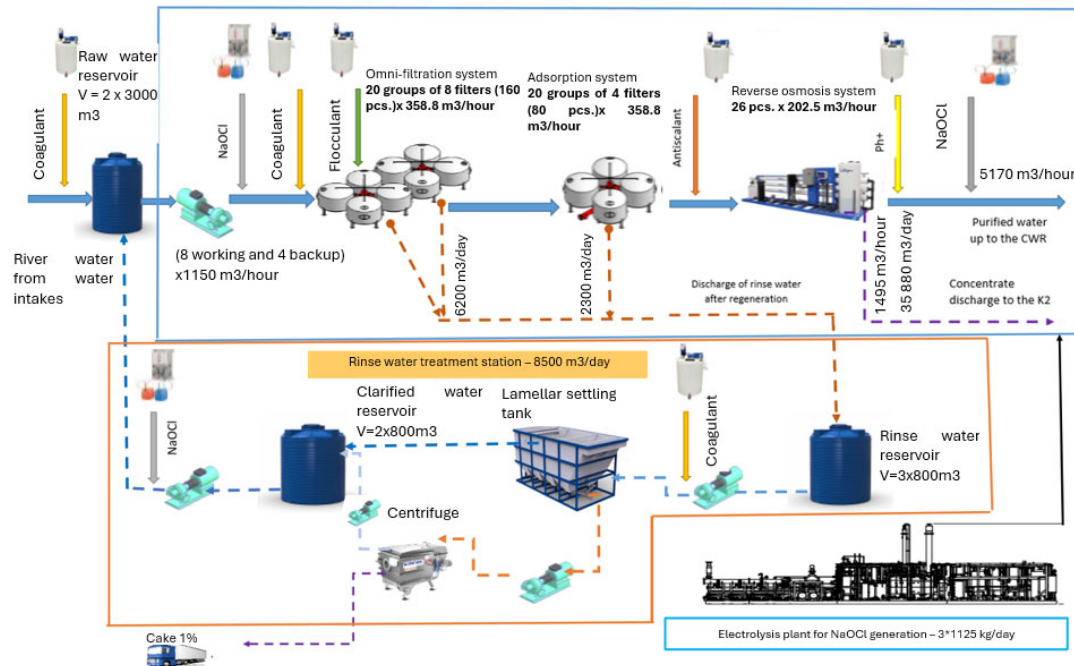 Raw water
reservoir
V = 2 x 3000
m3
Coagulant
NaOCl
Coagulant
Flocculant
Omni-filtration system
20 groups of 8 filters (160
pcs.)x 358.8 m3/hour
Adsorption system
20 groups of 4 filters
(80 pcs.)x 358.8
m3/hour
Antiscalant
Reverse osmosis system
26 pcs. x 202.5 m3/hour
Ph+
NaOCl
5170 m3/hour
Purified water
up to the CWR
River water
from water
intakes
(8 working and 4 backup)
x1150 m3/hour
6200 m3/day
2300 m3/day
Discharge of rinse water
after regeneration
1495 m3/hour
35 880 m3/day
Concentrate
discharge to the K2
Rinse water treatment station – 8500 m3/day
NaOCl
Clarified water
reservoir
V=2x800m3
Lamellar settling
tank
Coagulant
Rinse water
reservoir
V=3x800m3
Centrifuge
Cake 1%
Electrolysis plant for NaOCl generation – 3*1125 kg/day